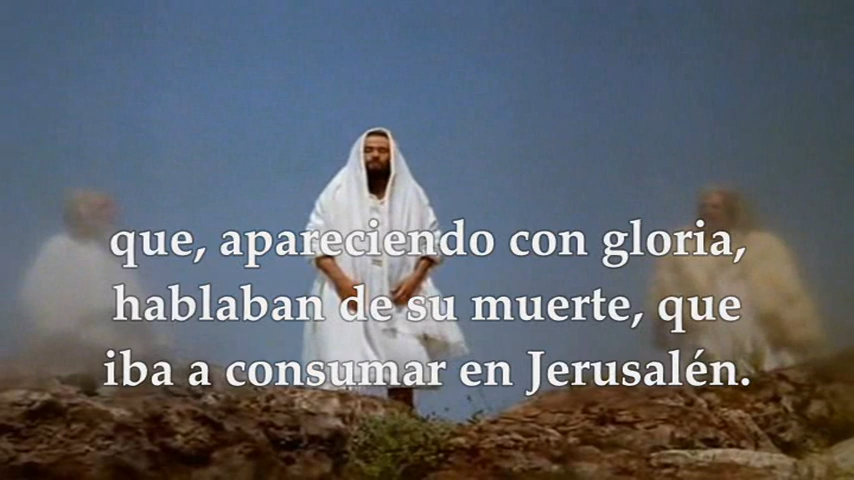 que, apareciendo con gloria,
hablaban de su muerte, que
iba a consumar en Jerusalén.